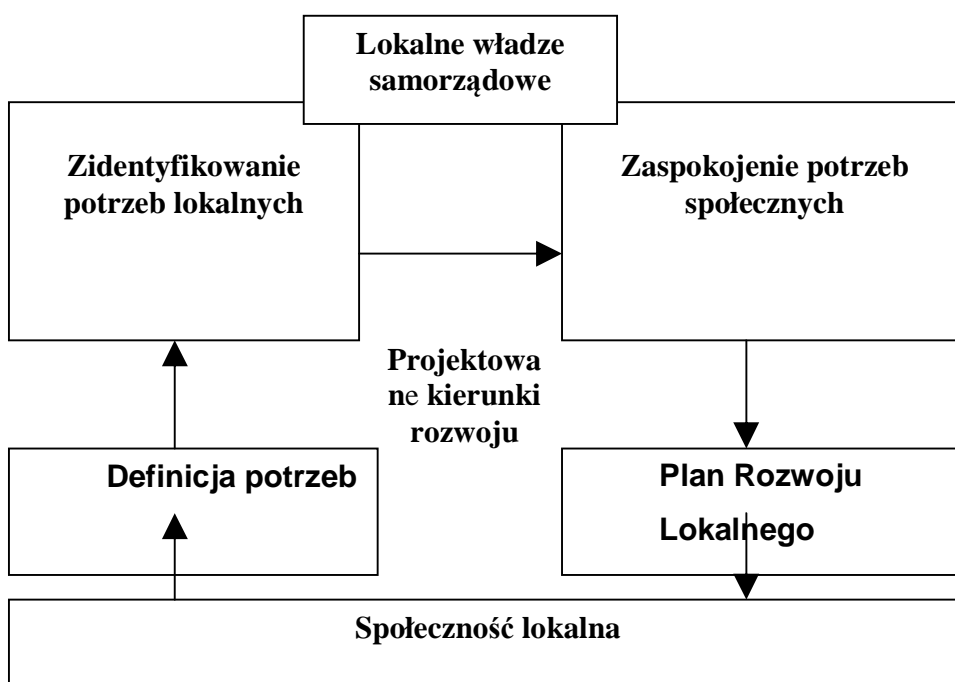 Lokalne władze
samorządowe
Zidentyfikowanie
potrzeb lokalnych
Zaspokojenie potrzeb
społecznych
Projektowa
ne kierunki
rozwoju
Definicja potrzeb
Plan Rozwoju
Lokalnego
Społeczność lokalna